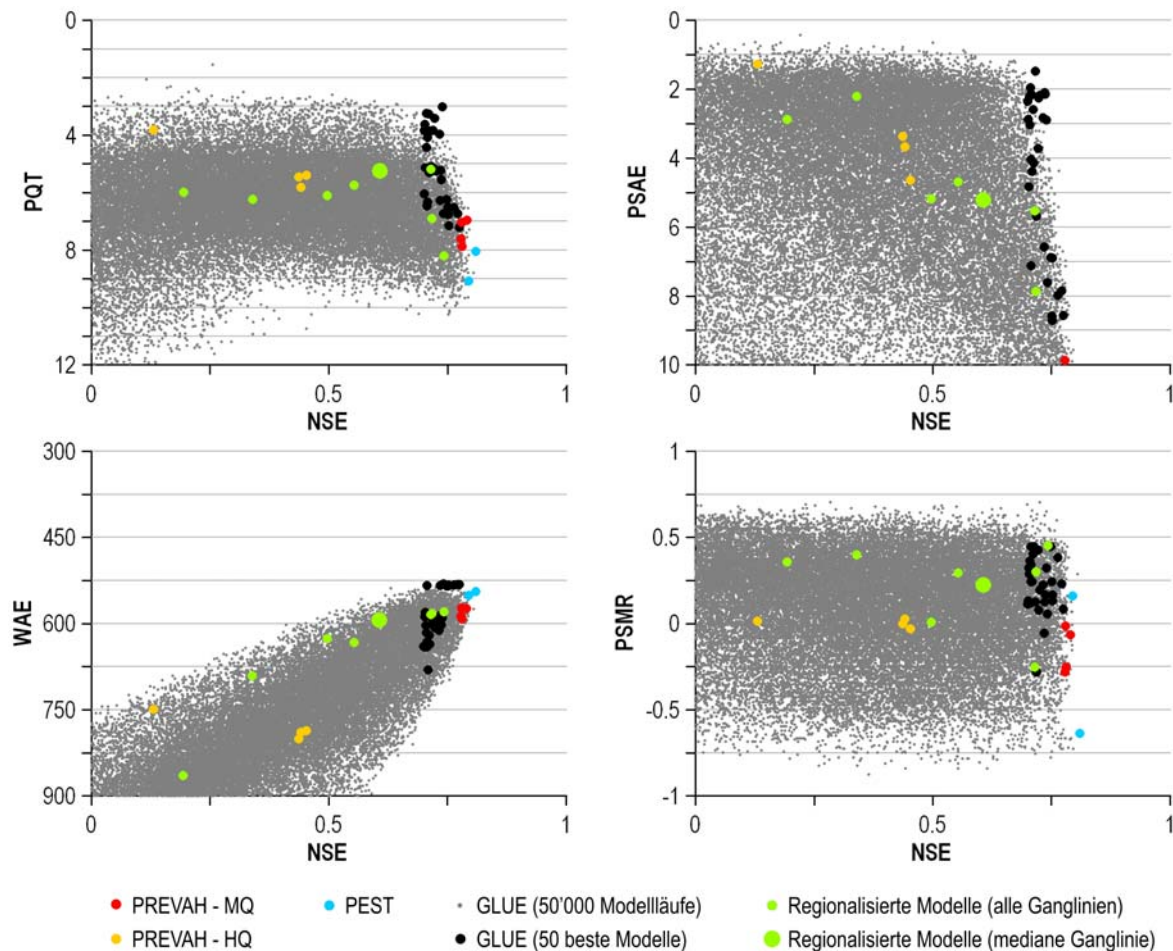 0
4
8
12
PQT
0
0.5
1
NSE
0
2
4
6
8
10
PSAE
0
0.5
1
NSE
300
450
600
750
900
WAE
0
0.5
1
NSE
1
0.5
0
-0.5
-1
PSMR
0
0.5
1
NSE
PREVAH - MQ
PEST
GLUE (50'000 Modellläufe)
Regionalisierte Modelle (alle Ganglinien)
PREVAH - HQ
GLUE (50 beste Modelle)
Regionalisierte Modelle (mediane Ganglinie)